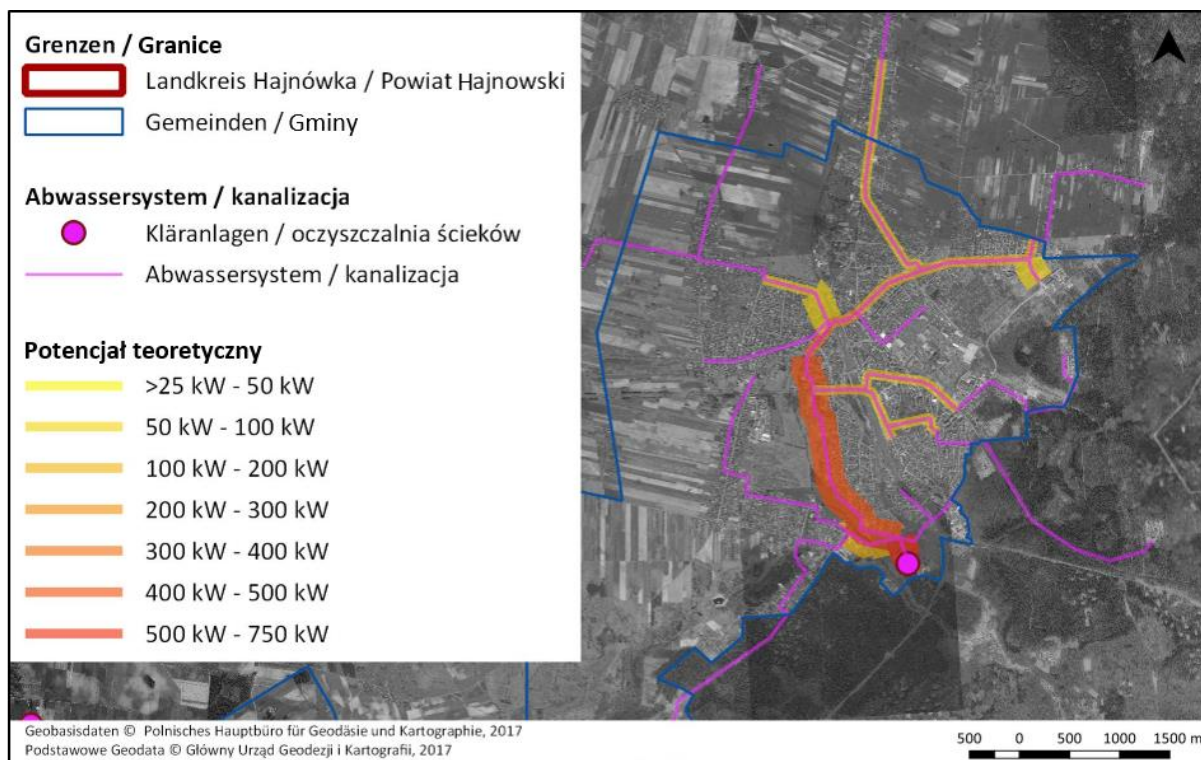 Grenzen / Granice
Landkreis Hajnówka / Powiat Hajnowski
Gemeinden / Gminy
Abwassersystem / kanalizacja
Kläranlagen / oczyszczalnia ścieków
Abwassersystem / kanalizacja
Potencjał teoretyczny
>25 kW - 50 kW
50 kW - 100 kW
100 kW - 200 kW
200 kW - 300 kW
300 kW - 400 kW
400 kW - 500 kW
500 kW - 750 kW
Geobasisdaten © Polnisches Hauptbüro für Geodäsie und Kartographie, 2017
Podstawowe Geodata © Główny Urząd Geodezji i Kartografii, 2017
500 0 500 1000 1500 m